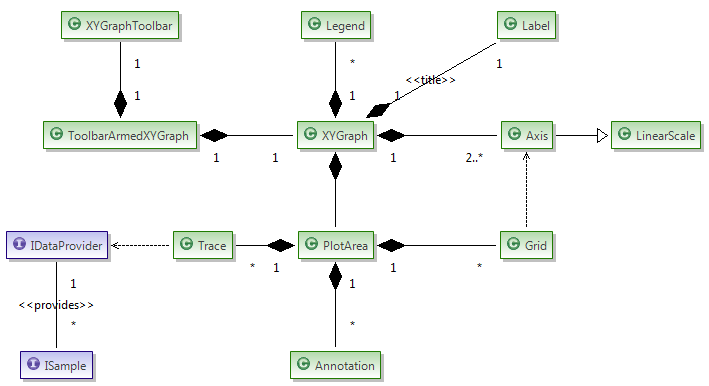 XYGraphToolbar
Legend
Label
1
*
1
<<title>>
1
1
1
ToolbarArmedXYGraph
XYGraph
Axis
LinearScale
1
1
1
2..*
IDataProvider
Trace
PlotArea
Grid
*
1
1
*
1
1
<<provides>>
*
*
ISample
Annotation